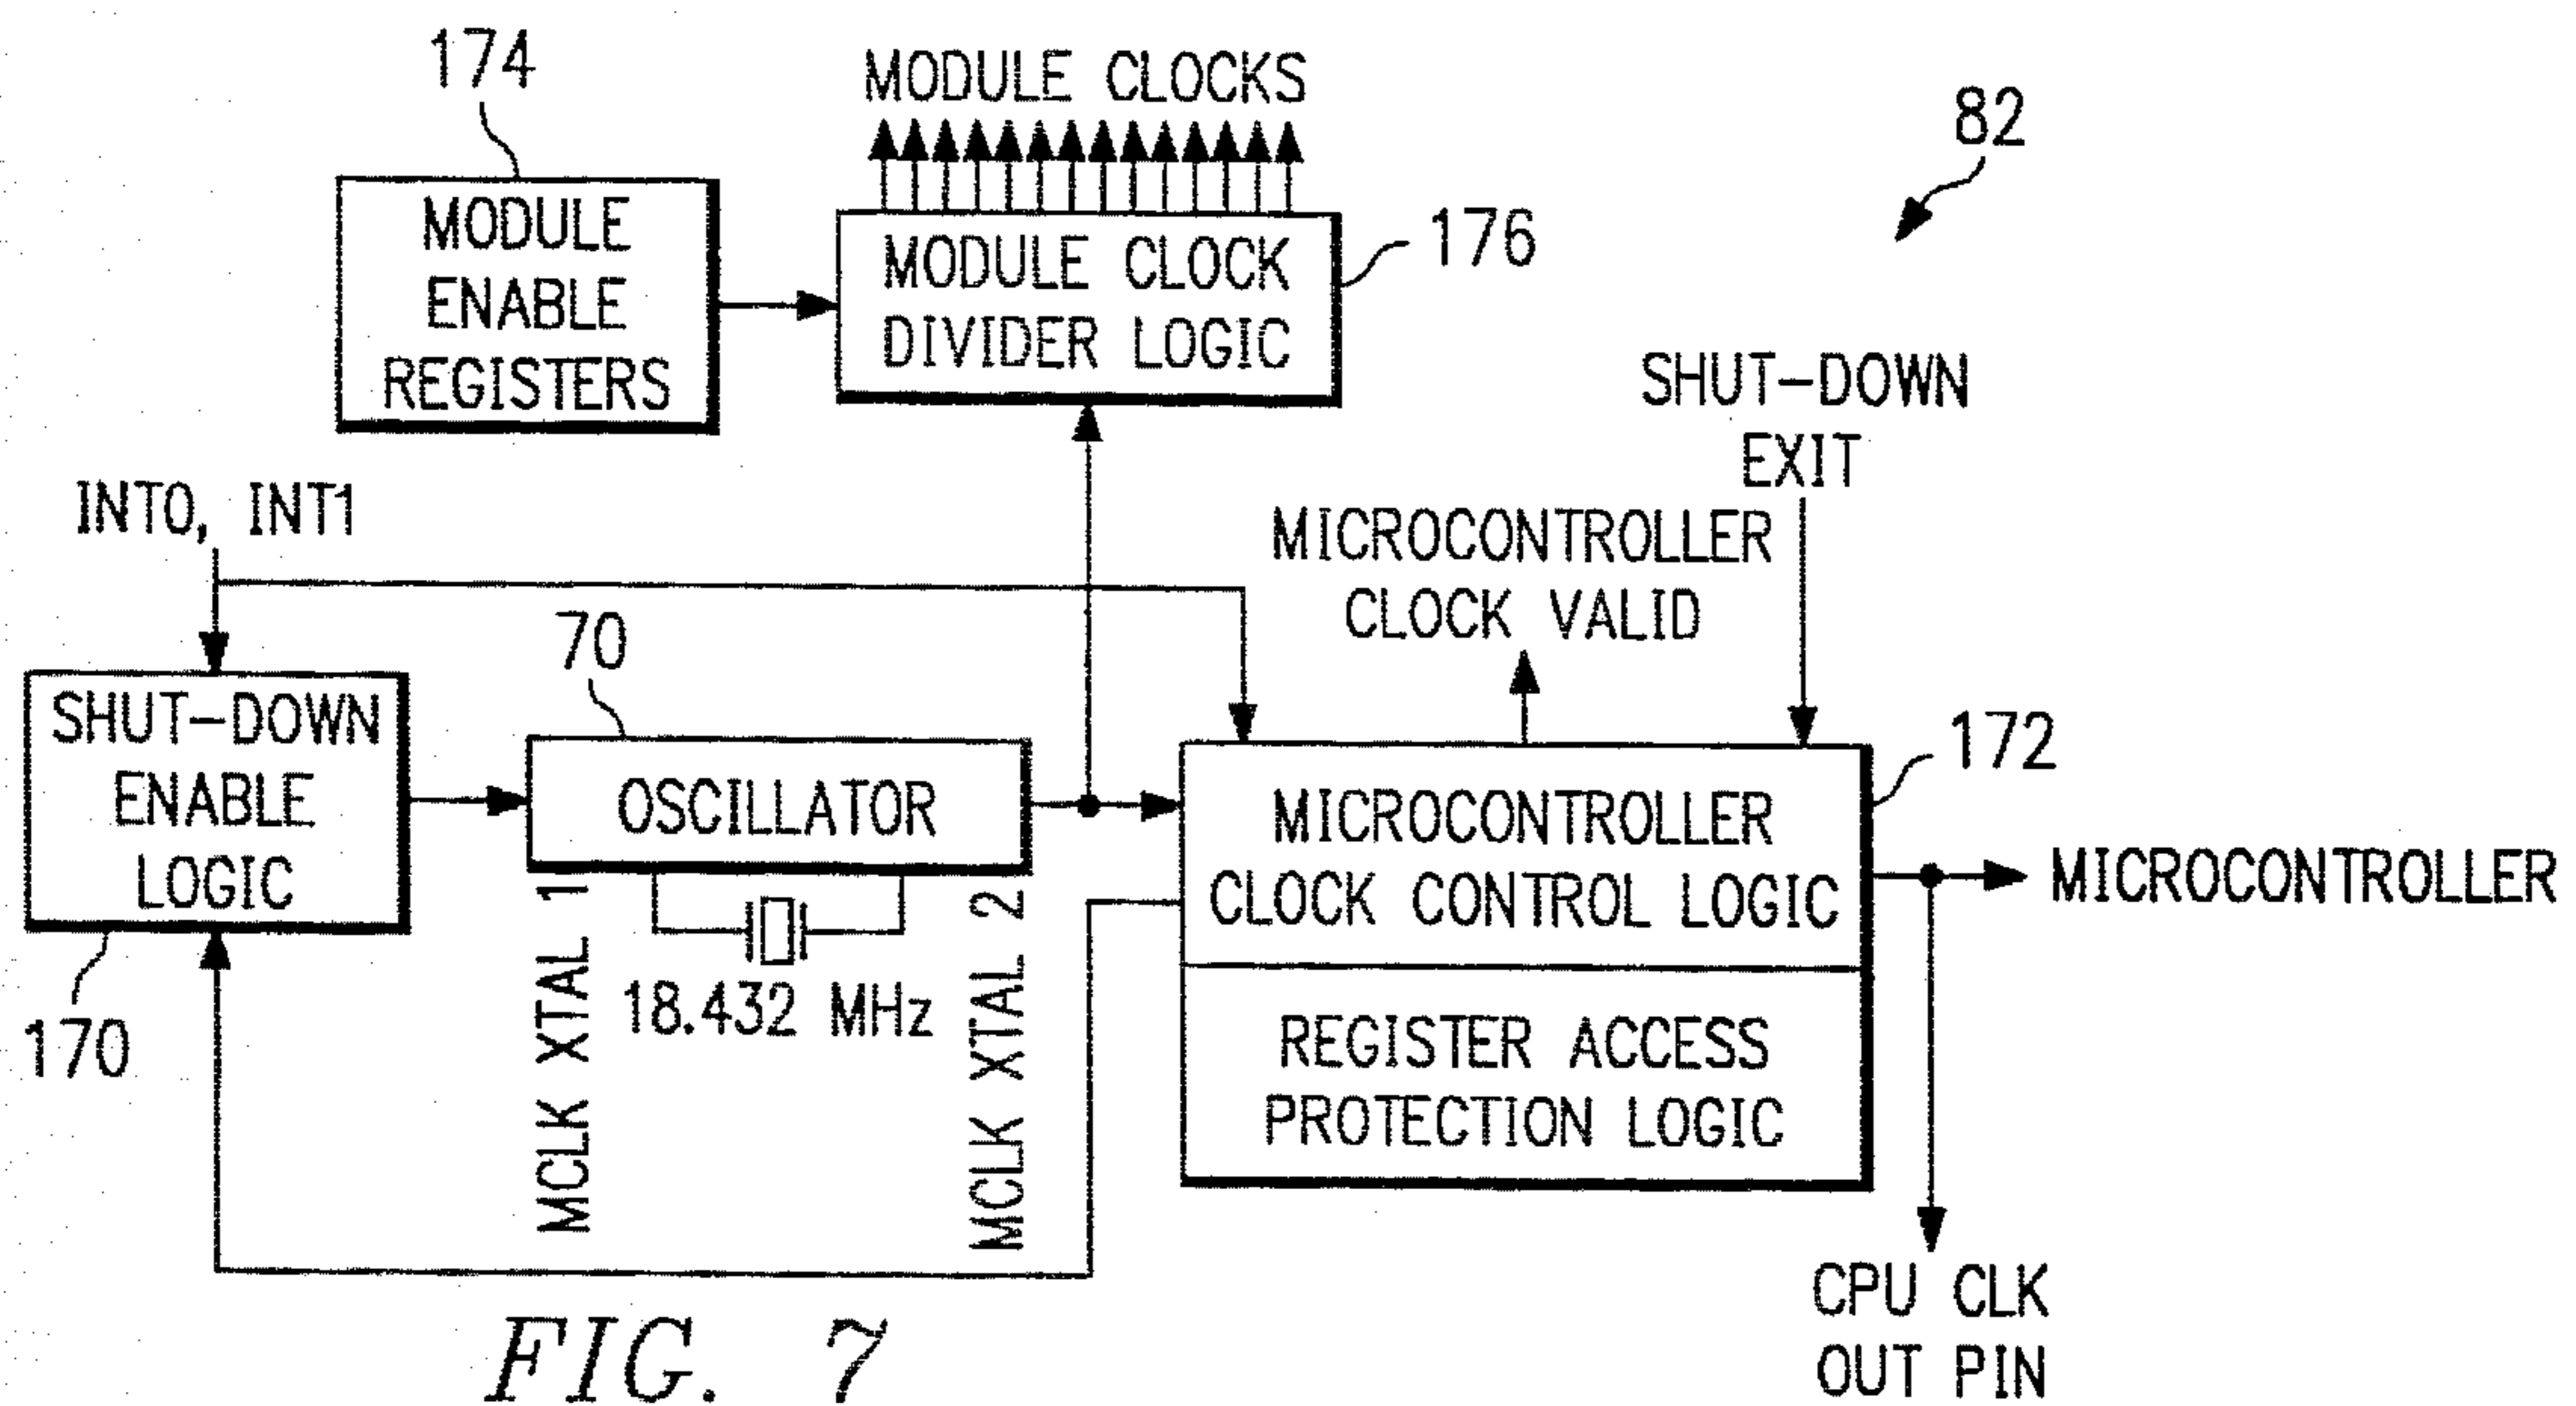 174
MODULE CLOCKS
82
MODULE
ENABLE
REGISTERS
MODULE CLOCK
DIVIDER LOGIC
176
SHUT-DOWN
EXIT
INT0, INT1
MICROCONTROLLER
CLOCK VALID
70
SHUT-DOWN
ENABLE
LOGIC
170
OSCILLATOR
MCLK XTAL 1
18.432 MHz
MCLK XTAL 2
172
MICROCONTROLLER
CLOCK CONTROL LOGIC
REGISTER ACCESS
PROTECTION LOGIC
MICROCONTROLLER
CPU CLK
OUT PIN
FIG. 7